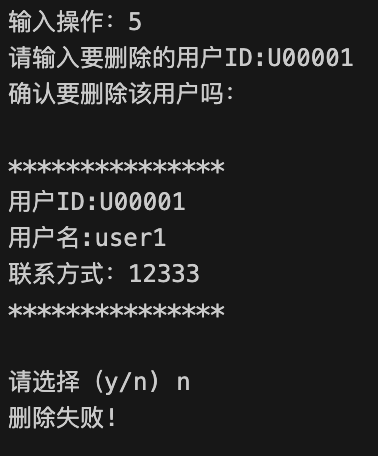 输入操作：5
请输入要删除的用户ID:U00001
确认要删除该用户吗：
***************
用户ID:U00001
用户名:user1
联系方式：12333
***************
请选择（y/n）n
删除失败！